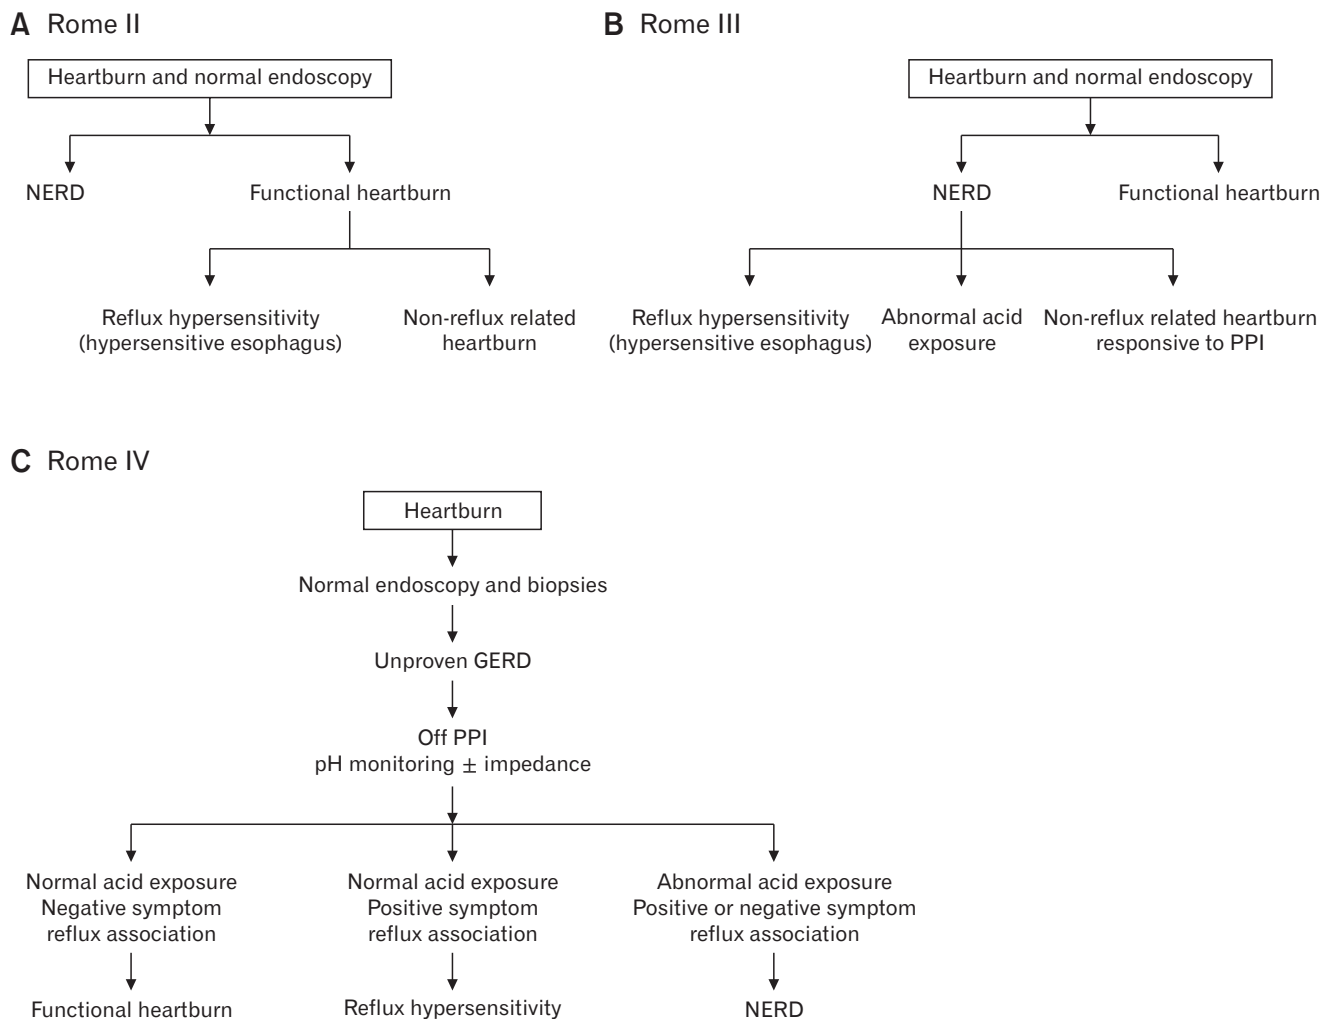 A Rome II
Heartburn and normal endoscopy
NERD
Functional heartburn
Reflux hypersensitivity
(hypersensitive esophagus)
Non-reflux related
heartburn
B Rome III
Heartburn and normal endoscopy
NERD
Functional heartburn
Reflux hypersensitivity
(hypersensitive esophagus)
Abnormal acid
exposure
Non-reflux related heartburn
responsive to PPI
C Rome IV
Heartburn
Normal endoscopy and biopsies
Unproven GERD
Off PPI
pH monitoring ± impedance
Normal acid exposure
Negative symptom
reflux association
Functional heartburn
Normal acid exposure
Positive symptom
reflux association
Reflux hypersensitivity
Abnormal acid exposure
Positive or negative symptom
reflux association
NERD